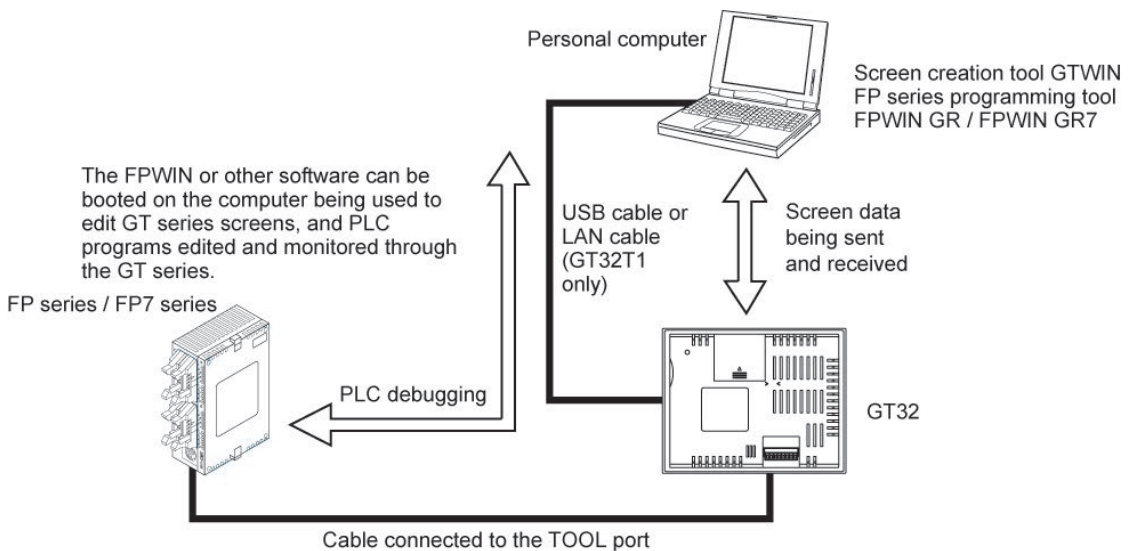 Personal computer
Screen creation tool GTWIN
FP series programming tool
FPWIN GR / FPWIN GR7
The FPWIN or other software can be
booted on the computer being used to
edit GT series screens, and PLC
programs edited and monitored through
the GT series.
USB cable or
LAN cable
(GT32T1
only)
Screen data
being sent
and received
FP series / FP7 series
PLC debugging
GT32
Cable connected to the TOOL port